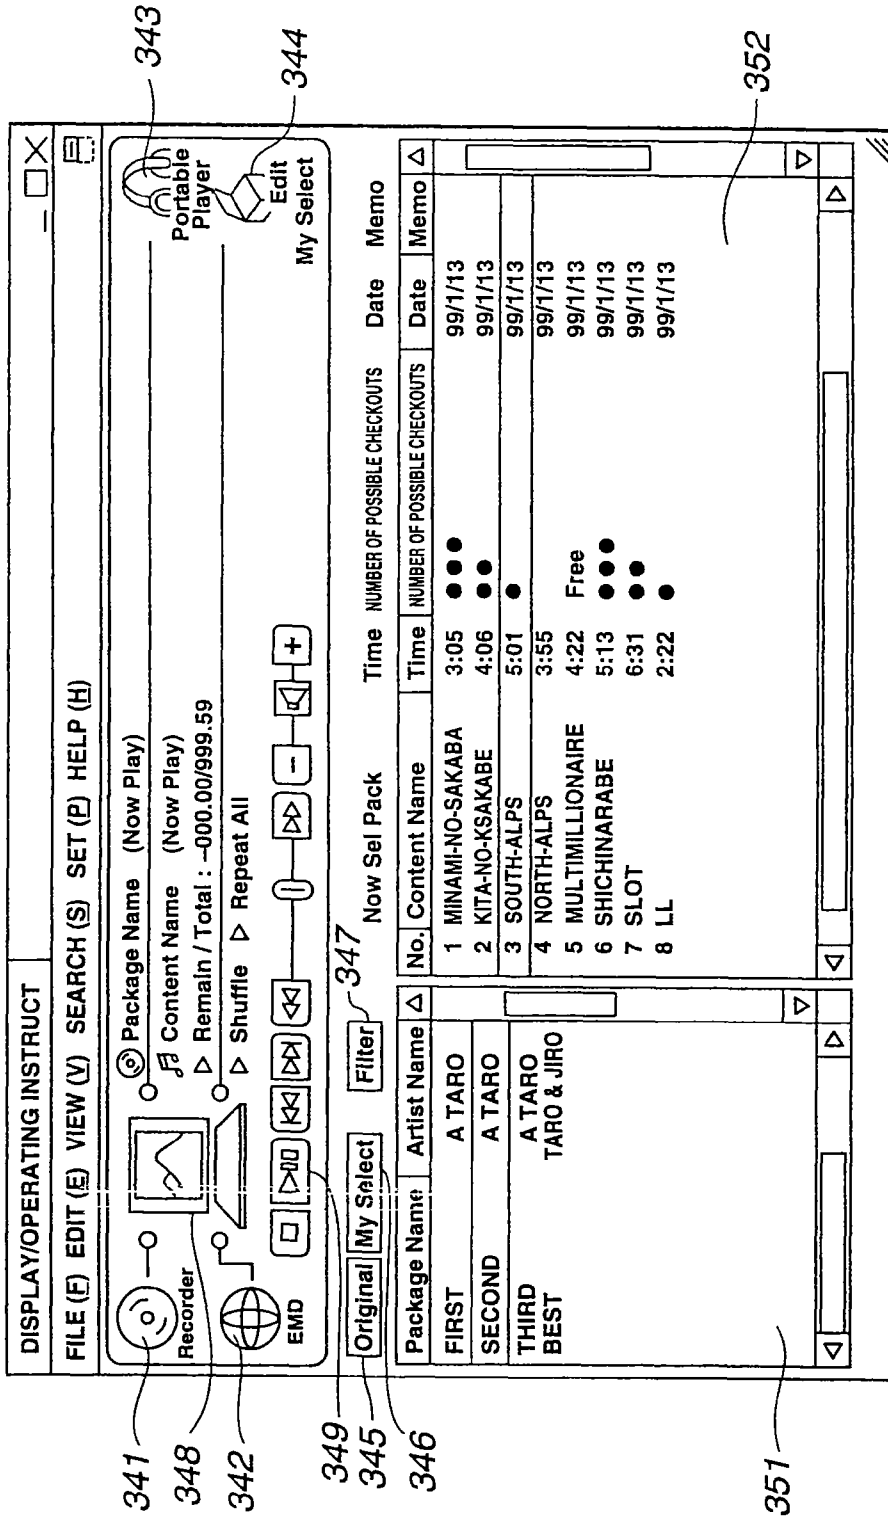 DISPLAY/OPERATING INSTRUCT
FILE (F) EDIT (E) VIEW (V) SEARCH (S) SET (P) HELP (H)
341
348
342
349
345
346
347
343
344
351
352
Recorder
EMD
Package Name (Now Play)
Content Name (Now Play)
▷ Remain / Total : –000.00/999.59
▷ Shuffle ▷ Repeat All
Portable
Player
Edit
My Select
Original My Select Filter
Now Sel Pack Time NUMBER OF POSSIBLE CHECKOUTS Date Memo
Package Name Artist Name
FIRST A TARO
SECOND A TARO
THIRD A TARO
BEST TARO & JIRO
No. Content Name Time NUMBER OF POSSIBLE CHECKOUTS Date Memo
1 MINAMI-NO-SAKABA 3:05 ●●● 99/1/13
2 KITA-NO-KSAKABE 4:06 ●● 99/1/13
3 SOUTH-ALPS 5:01 ● 99/1/13
4 NORTH-ALPS 3:55 99/1/13
5 MULTIMILLIONAIRE 4:22 Free 99/1/13
6 SHICHINARABE 5:13 ●●● 99/1/13
7 SLOT 6:31 ●● 99/1/13
8 LL 2:22 ● 99/1/13